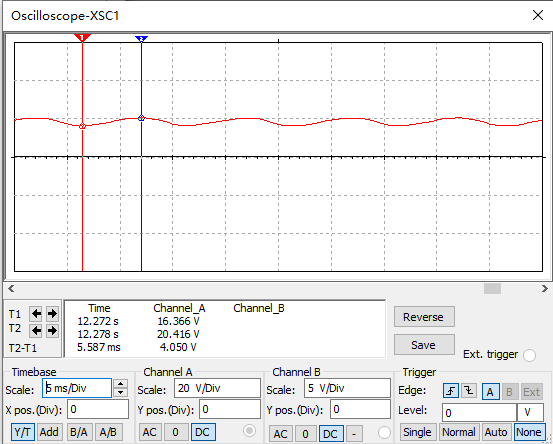 Oscilloscope-XSC1
1
2
T1
T2
T2-T1
Time Channel_A Channel_B
12.272 s 16.366 V
12.278 s 20.416 V
5.587 ms 4.050 V
Reverse
Save
Ext. trigger
Timebase
Scale: 5 ms/Div
X pos.(Div): 0
Y/T Add B/A A/B
Channel A
Scale: 20 V/Div
Y pos.(Div): 0
AC 0 DC
Channel B
Scale: 5 V/Div
Y pos.(Div): 0
AC 0 DC -
Trigger
Edge: A B Ext
Level: 0 V
Single Normal Auto None